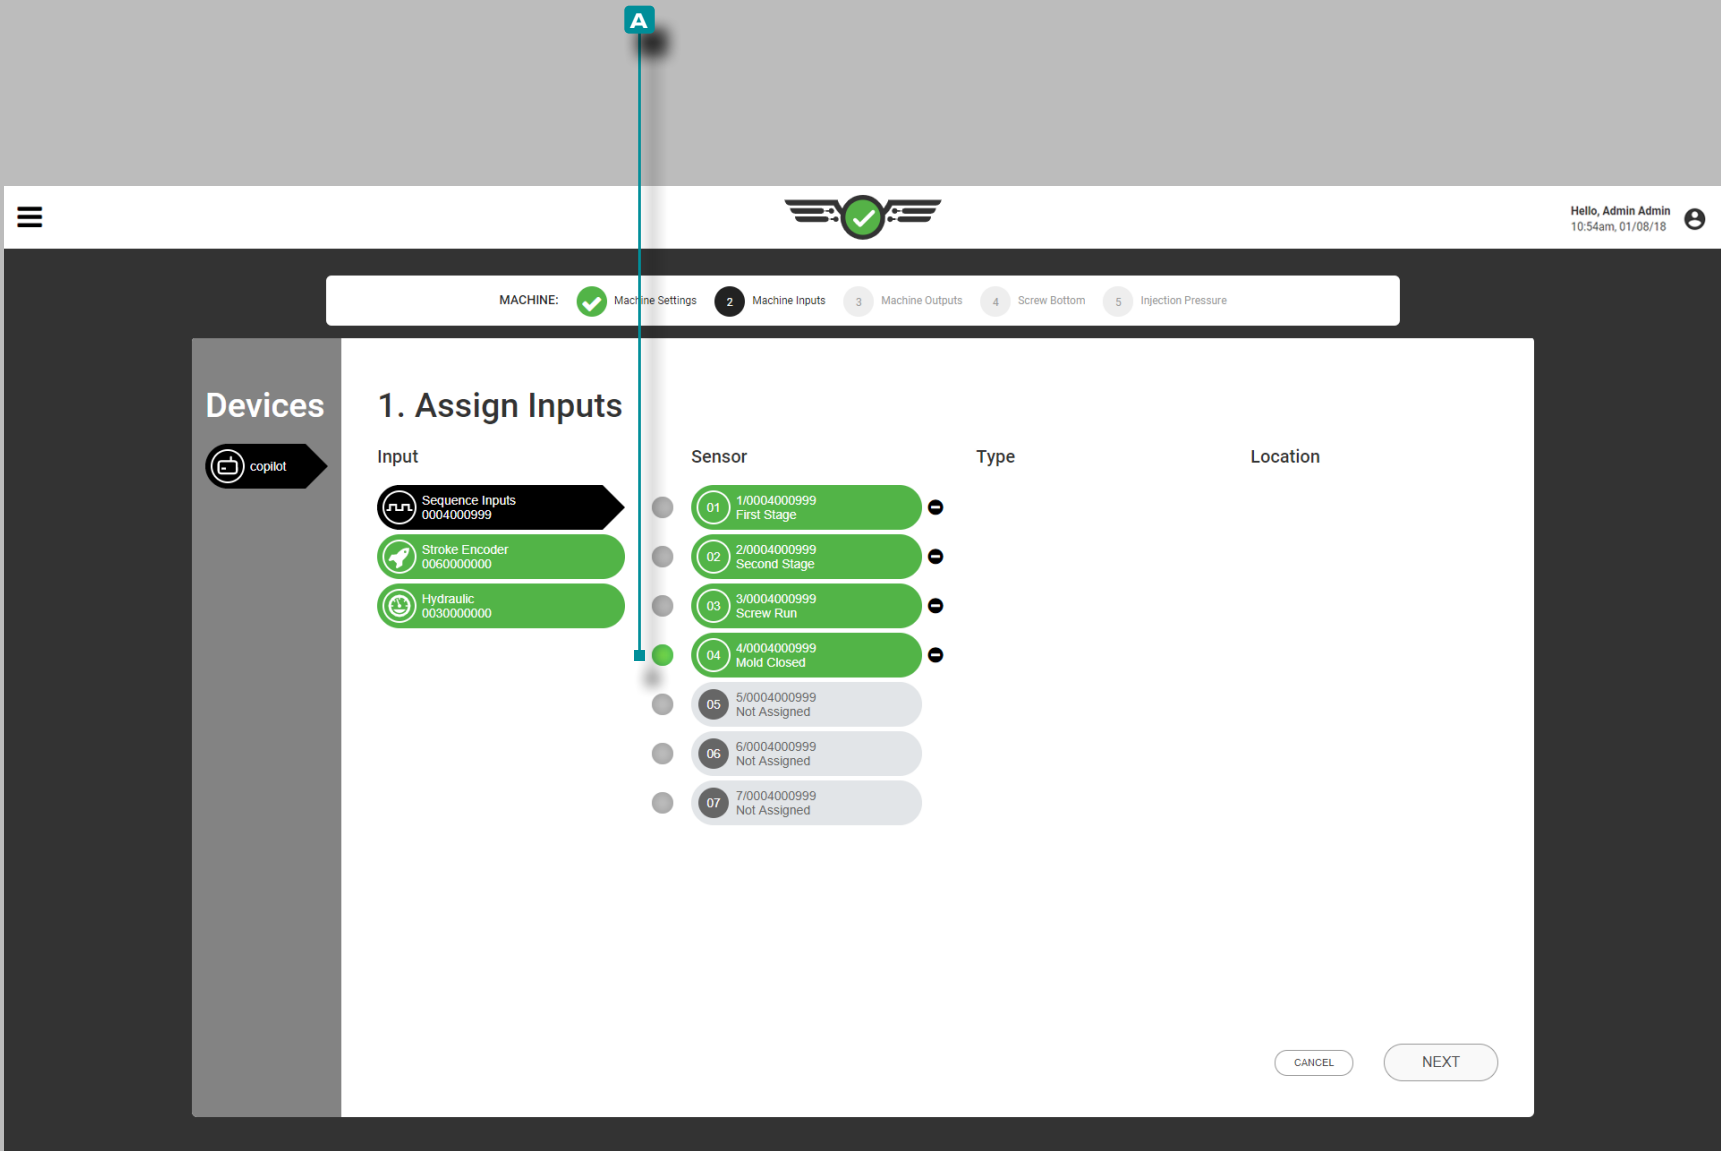 A
Hello, Admin Admin
10:54am, 01/08/18
MACHINE: Machine Settings 2 Machine Inputs 3 Machine Outputs 4 Screw Bottom 5 Injection Pressure
Devices
copilot
1. Assign Inputs
Input Sensor Type Location
Sequence Inputs
0004000999
Stroke Encoder
0060000000
Hydraulic
0030000000
01 1/0004000999
First Stage
02 2/0004000999
Second Stage
03 3/0004000999
Screw Run
04 4/0004000999
Mold Closed
05 5/0004000999
Not Assigned
06 6/0004000999
Not Assigned
07 7/0004000999
Not Assigned
CANCEL NEXT